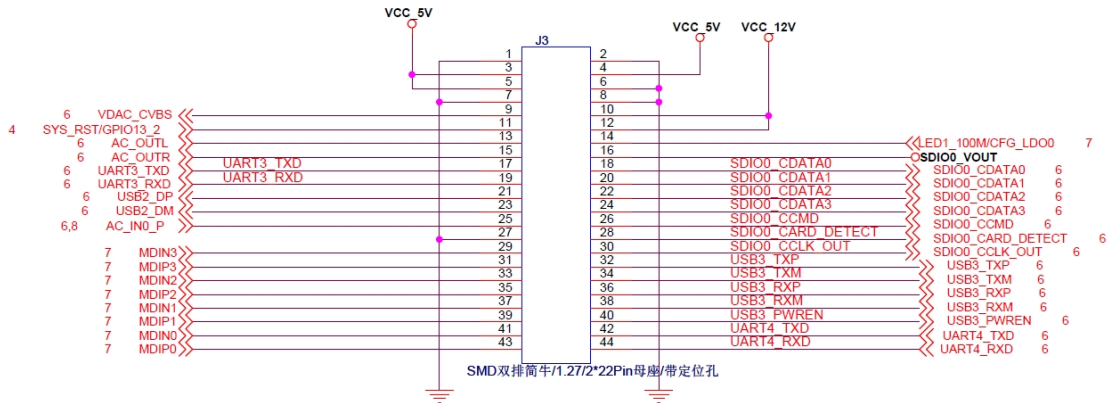 VCC_5V
J3
VCC_5V VCC_12V
1 2
3 4
5 6
7 8
6 VDAC_CVBS 9 10
4 SYS_RST/GPIO13_2 11 12
6 AC_OUTL 13 14 LED1_100M/CFG_LDO0 7
6 AC_OUTR 15 16 SDIO0_VOUT
6 UART3_TXD UART3_TXD 17 18 SDIO0_CDATA0 SDIO0_CDATA0 6
6 UART3_RXD UART3_RXD 19 20 SDIO0_CDATA1 SDIO0_CDATA1 6
6 USB2_DP 21 22 SDIO0_CDATA2 SDIO0_CDATA2 6
6 USB2_DM 23 24 SDIO0_CDATA3 SDIO0_CDATA3 6
6,8 AC_IN0_P 25 26 SDIO0_CCMD SDIO0_CCMD 6
27 28 SDIO0_CARD_DETECT SDIO0_CARD_DETECT 6
7 MDIN3 29 30 SDIO0_CCLK_OUT SDIO0_CCLK_OUT 6
7 MDIP3 31 32 USB3_TXP USB3_TXP 6
7 MDIN2 33 34 USB3_TXM USB3_TXM 6
7 MDIP2 35 36 USB3_RXP USB3_RXP 6
7 MDIN1 37 38 USB3_RXM USB3_RXM 6
7 MDIP1 39 40 USB3_PWREN USB3_PWREN 6
7 MDIN0 41 42 UART4_TXD UART4_TXD 6
7 MDIP0 43 44 UART4_RXD UART4_RXD 6
SMD双排简牛/1.27/2*22Pin母座/带定位孔